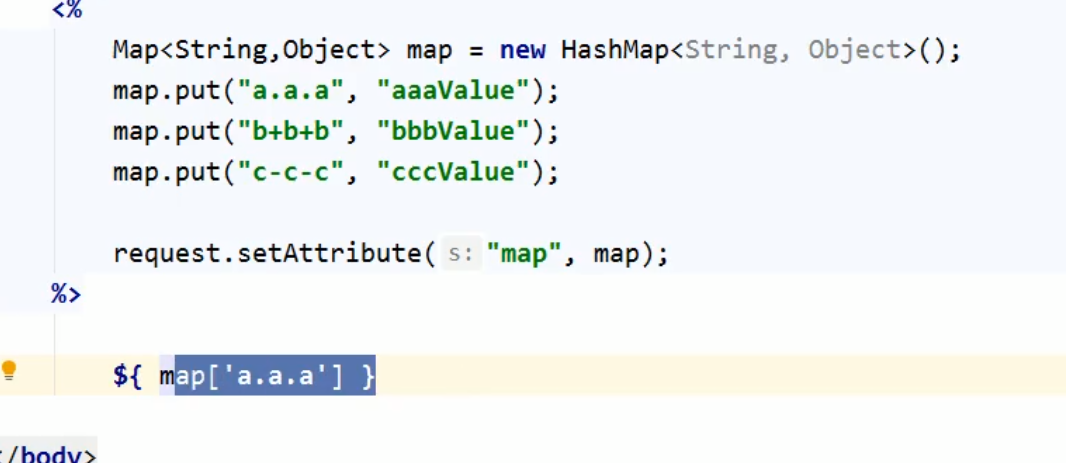 <%
Map<String,Object> map = new HashMap<String, Object>();
map.put("a.a.a", "aaaValue");
map.put("b+b+b", "bbbValue");
map.put("c-c-c", "cccValue");
request.setAttribute( s: "map", map);
%>
${ map['a.a.a'] }
/body>